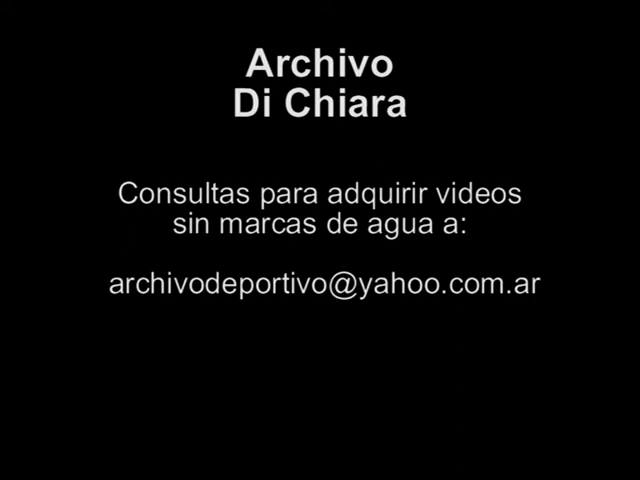 Archivo
Di Chiara
Consultas para adquirir videos
sin marcas de agua a:
archivodeportivo@yahoo.com.ar